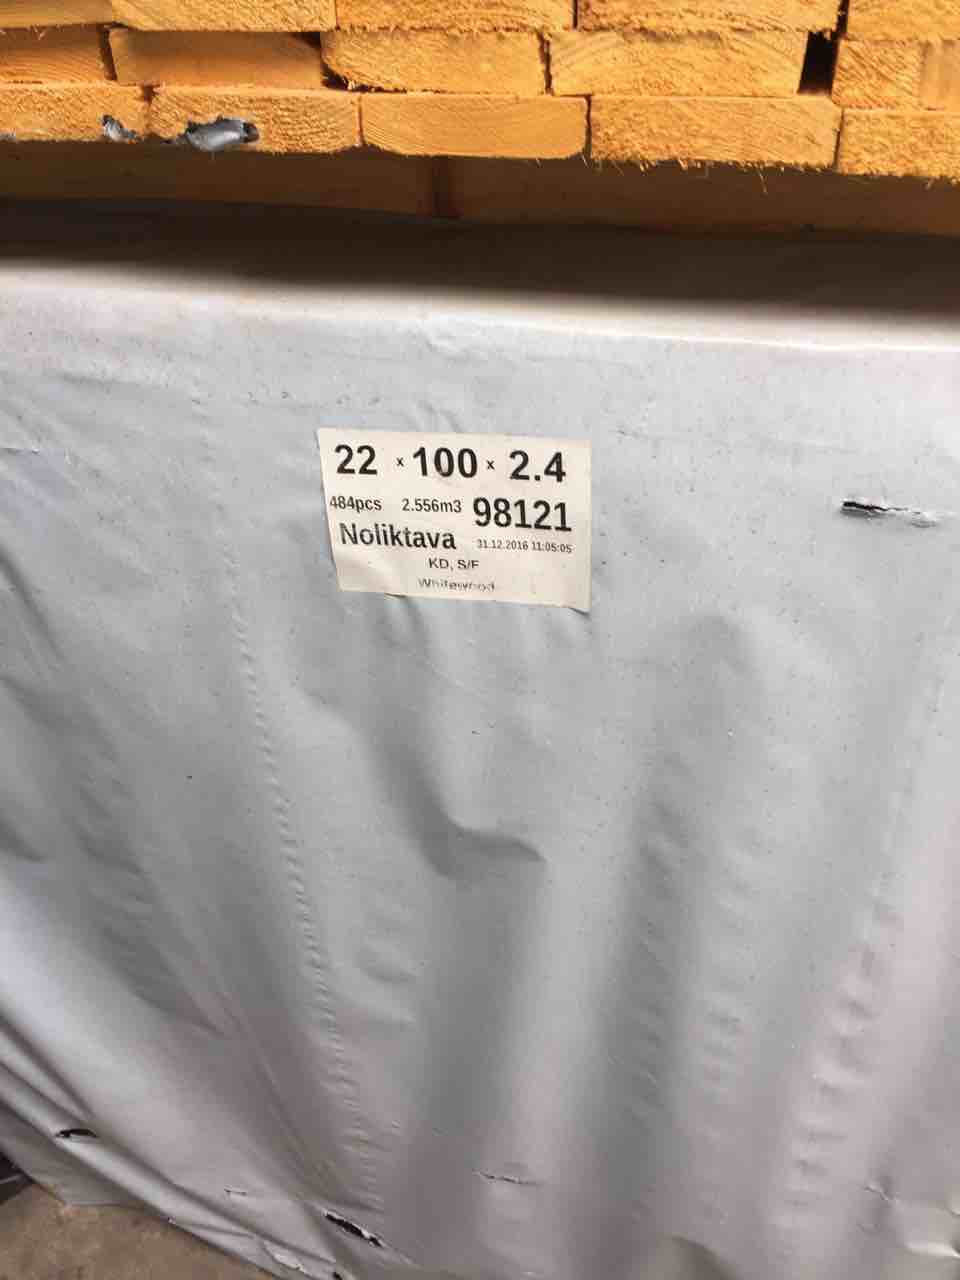 22 x 100 x 2.4
484pcs 2.556m3 98121
Noliktava 31.12.2016 11:05:05
KD, S/F
Whitewood